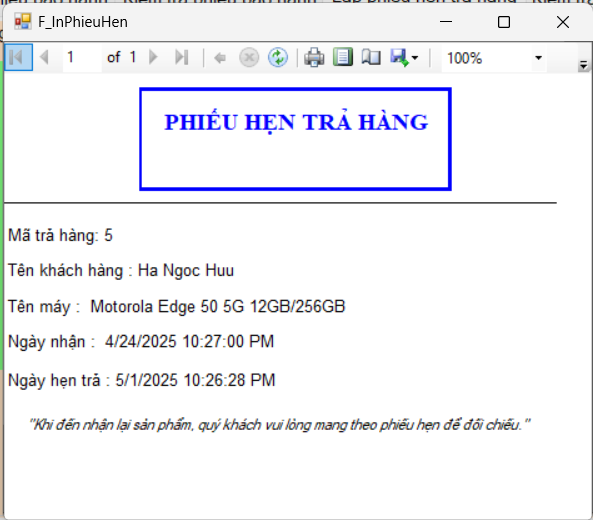 F_InPhieuHen
1 of 1 100%
PHIẾU HẸN TRẢ HÀNG
Mã trả hàng: 5
Tên khách hàng : Ha Ngoc Huu
Tên máy : Motorola Edge 50 5G 12GB/256GB
Ngày nhận : 4/24/2025 10:27:00 PM
Ngày hẹn trả : 5/1/2025 10:26:28 PM
"Khi đến nhận lại sản phẩm, quý khách vui lòng mang theo phiếu hẹn để đối chiếu."